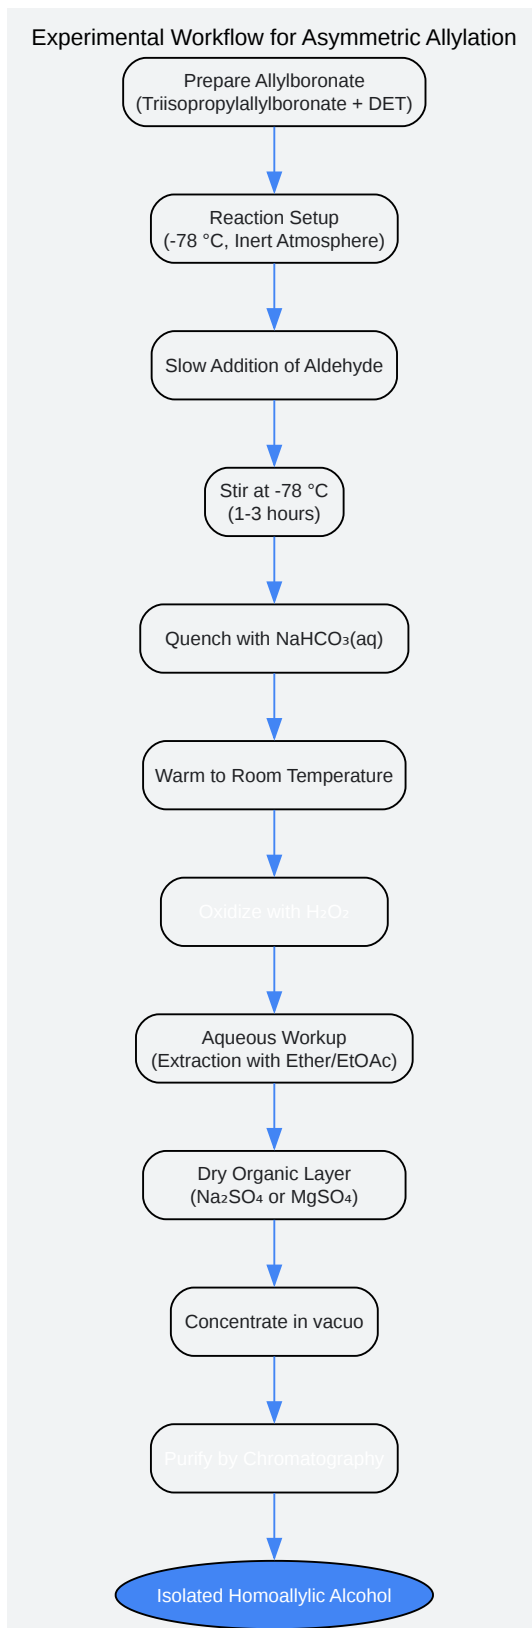 Experimental Workflow for Asymmetric Allylation
Prepare Allylboronate
(Triisopropylallylboronate + DET)
Reaction Setup
(-78 °C, Inert Atmosphere)
Slow Addition of Aldehyde
Stir at -78 °C
(1-3 hours)
Quench with NaHCO₃(aq)
Warm to Room Temperature
Oxidize with H₂O₂
Aqueous Workup
(Extraction with Ether/EtOAc)
Dry Organic Layer
(Na₂SO₄ or MgSO₄)
Concentrate in vacuo
Purify by Chromatography
Isolated Homoallylic Alcohol